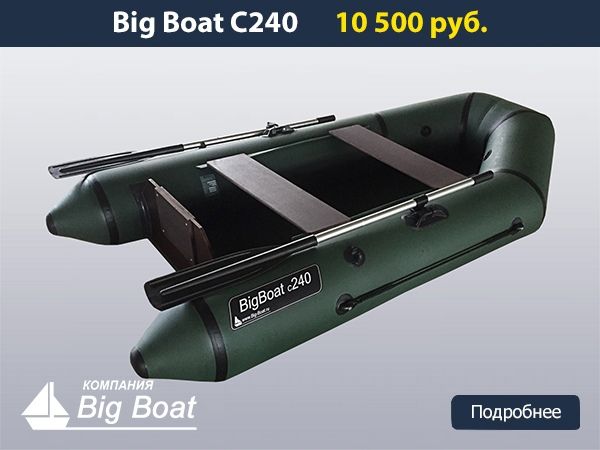 Big Boat C240 10 500 руб.
BigBoat c240
www.Big-Boat.ru
КОМПАНИЯ
Big Boat
Подробнее